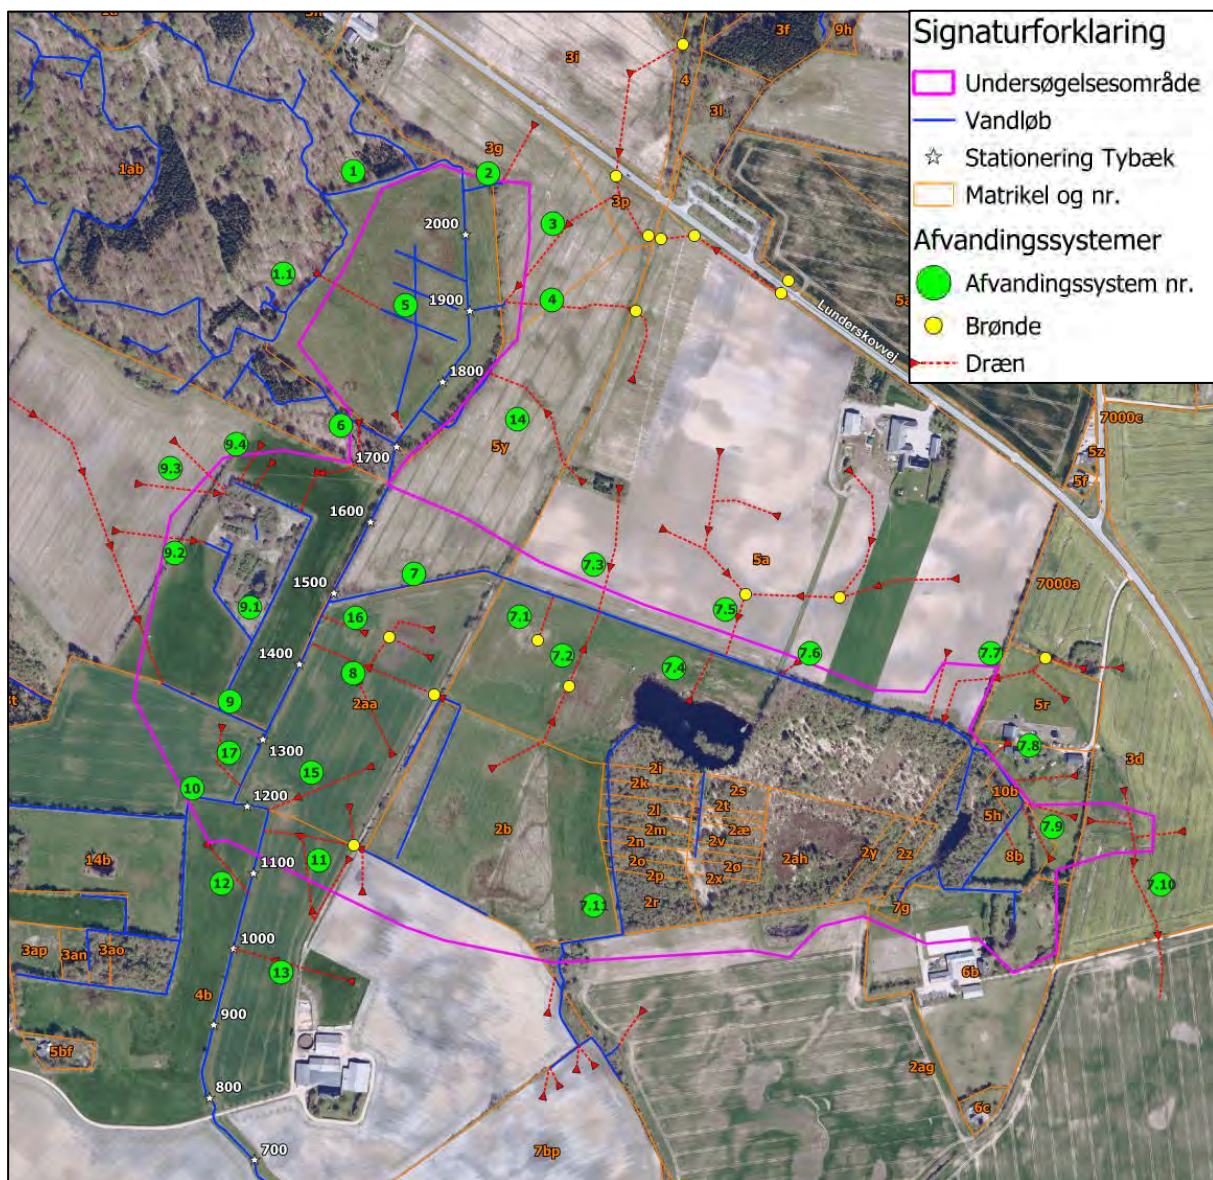 Signaturforklaring
Undersøgelsesområde
Vandløb
Stationering Tybæk
Matrikel og nr.
Afvandingssystemer
Afvandingssystem nr.
Brønde
Dræn
3i
3f
9h
4
3l
3g
1ab
1
2
3p
3
2000
1.1
5
1900
4
Lunderskovvej
1800
14
5y
6
1700
9.4
9.3
7000c
5z
5f
1600
9.2
5a
7.3
7000a
7
1500
9.1
16
7.1
7.5
7.2
7.4
7.6
7.7
1400
8
2aa
9
5r
1300
17
7.8
3d
15
2i
2k
2s
10
1200
2l
2t
10b
5h
2b
2m
2æ
2n
2v
7.9
14b
11
1100
2o
2ø
2ah
2y
2z
8b
12
2p
2x
7.10
2r
7.11
7g
3ap
3an
3ao
1000
13
6b
4b
900
5bf
2ag
800
6c
7bp
700